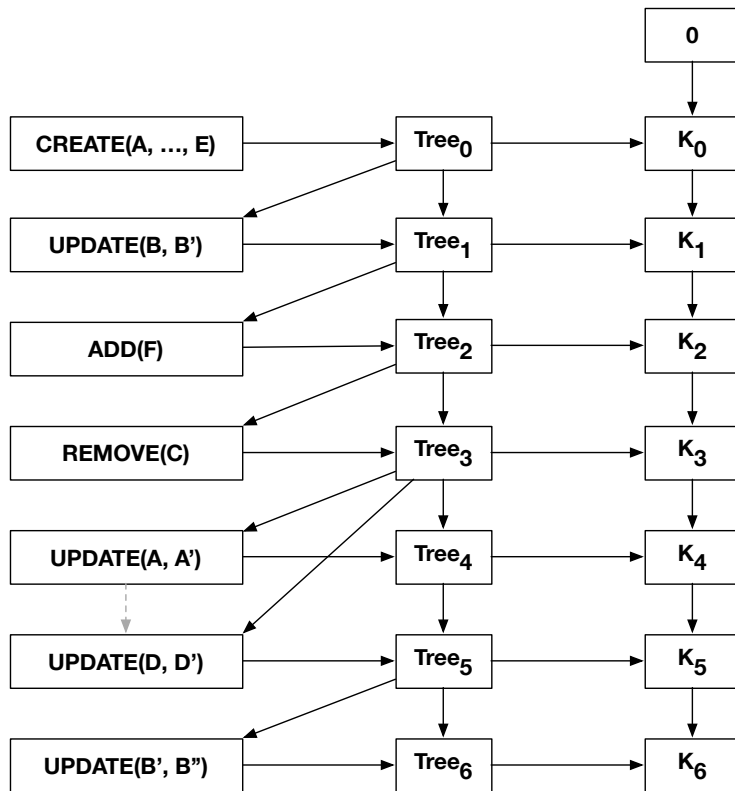 0
CREATE(A, …, E) Tree₀ K₀
UPDATE(B, B’) Tree₁ K₁
ADD(F) Tree₂ K₂
REMOVE(C) Tree₃ K₃
UPDATE(A, A’) Tree₄ K₄
UPDATE(D, D’) Tree₅ K₅
UPDATE(B’, B’’) Tree₆ K₆